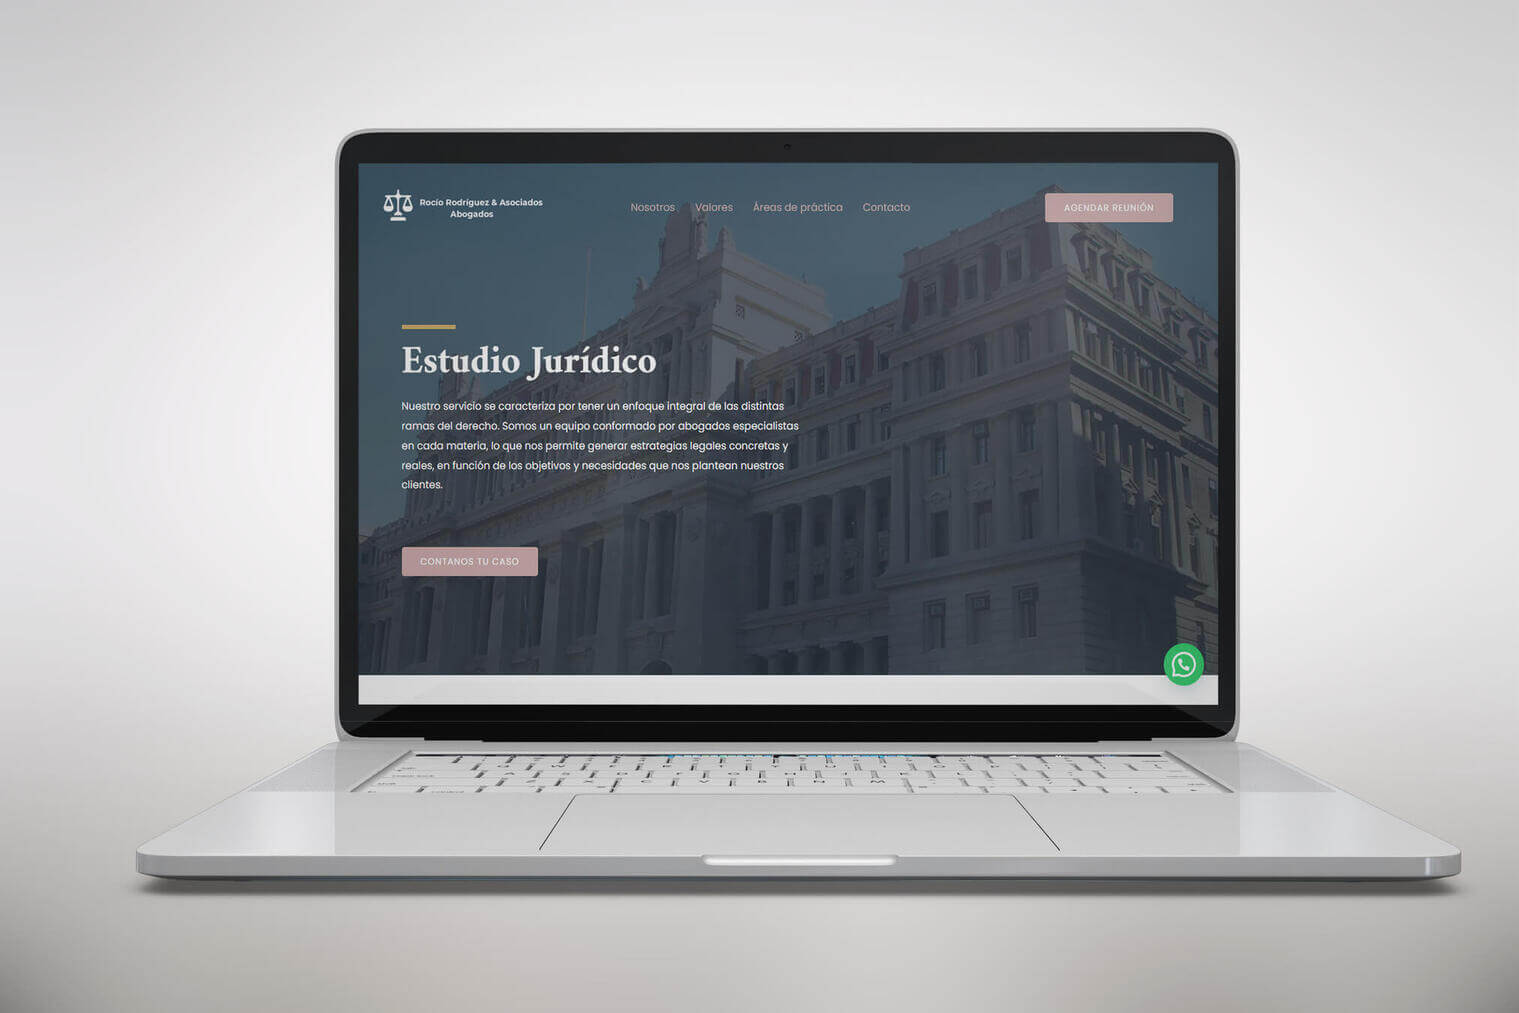 Rocío Rodríguez & Asociados
Abogados
Nosotros Valores Áreas de práctica Contacto
AGENDAR REUNIÓN
Estudio Jurídico
Nuestro servicio se caracteriza por tener un enfoque integral de las distintas
ramas del derecho. Somos un equipo conformado por abogados especialistas
en cada materia, lo que nos permite generar estrategias legales concretas y
reales, en función de los objetivos y necesidades que nos plantean nuestros
clientes.
CONTANOS TU CASO